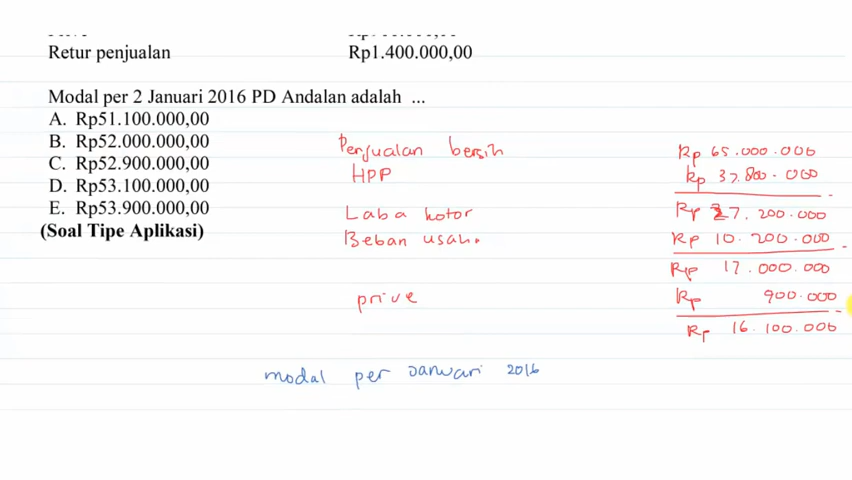 Retur penjualan Rp1.400.000,00
Modal per 2 Januari 2016 PD Andalan adalah ...
A. Rp51.100.000,00
B. Rp52.000.000,00
C. Rp52.900.000,00
D. Rp53.100.000,00
E. Rp53.900.000,00
(Soal Tipe Aplikasi)
Penjualan bersih Rp 65.000.000
HPP Rp 37.800.000
Laba kotor Rp 27.200.000
Beban usaha. Rp 10.200.000
Rp 17.000.000
prive Rp 900.000
Rp 16.100.000
modal per Januari 2016